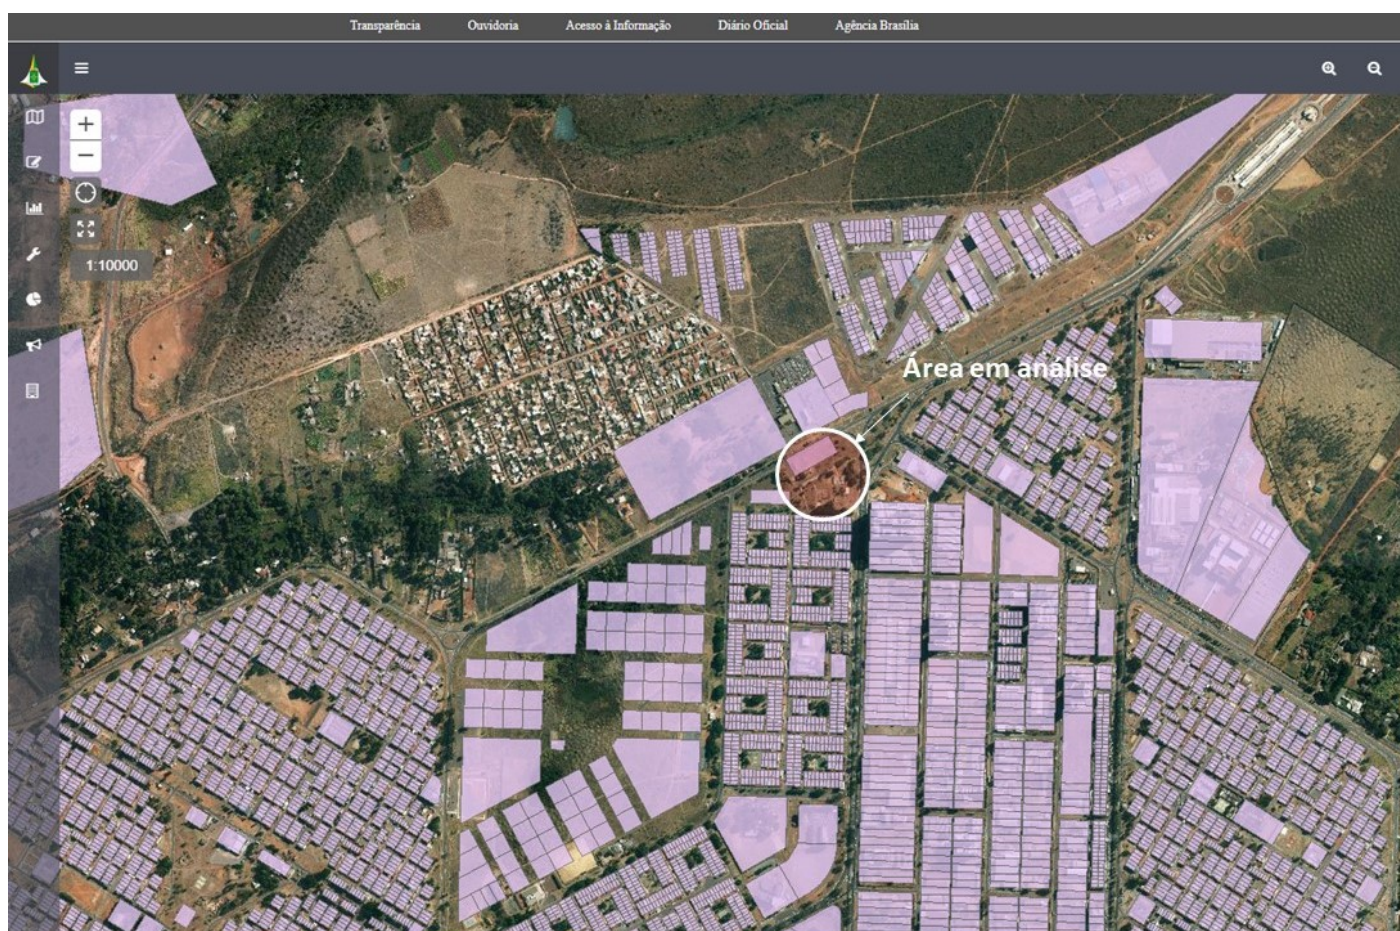 Transparência Ouvidoria Acesso à Informação Diário Oficial Agência Brasília
+
−
1:10000
Área em análise